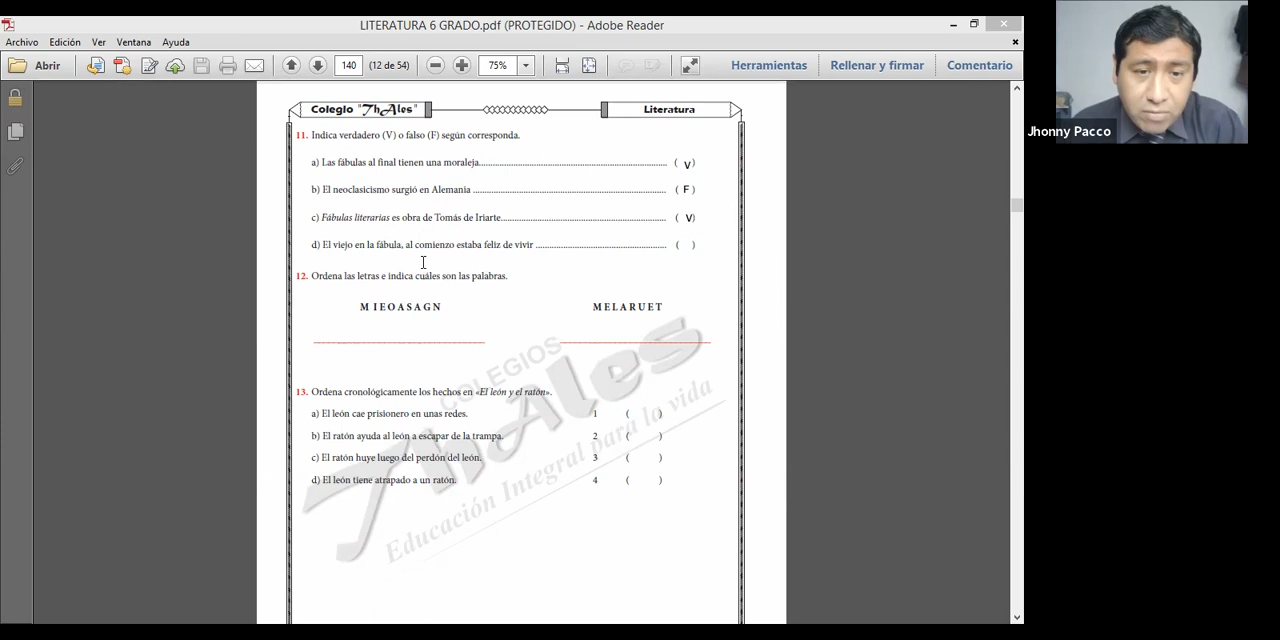 LITERATURA 6 GRADO.pdf (PROTEGIDO) - Adobe Reader
Archivo Edición Ver Ventana Ayuda
Abrir 140 (12 de 54) 75% Herramientas Rellenar y firmar Comentario
Colegio "ThAles" Literatura
11. Indica verdadero (V) o falso (F) según corresponda.
a) Las fábulas al final tienen una moraleja.................... ( V )
b) El neoclasicismo surgió en Alemania .................... ( F )
c) Fábulas literarias es obra de Tomás de Iriarte.................... ( V )
d) El viejo en la fábula, al comienzo estaba feliz de vivir .................... ( )
12. Ordena las letras e indica cuáles son las palabras.
M I E O A S A G N M E L A R U E T
13. Ordena cronológicamente los hechos en «El león y el ratón».
a) El león cae prisionero en unas redes. 1 ( )
b) El ratón ayuda al león a escapar de la trampa. 2 ( )
c) El ratón huye luego del perdón del león. 3 ( )
d) El león tiene atrapado a un ratón. 4 ( )
COLEGIOS
ThAles
Educación Integral para la vida
Jhonny Pacco